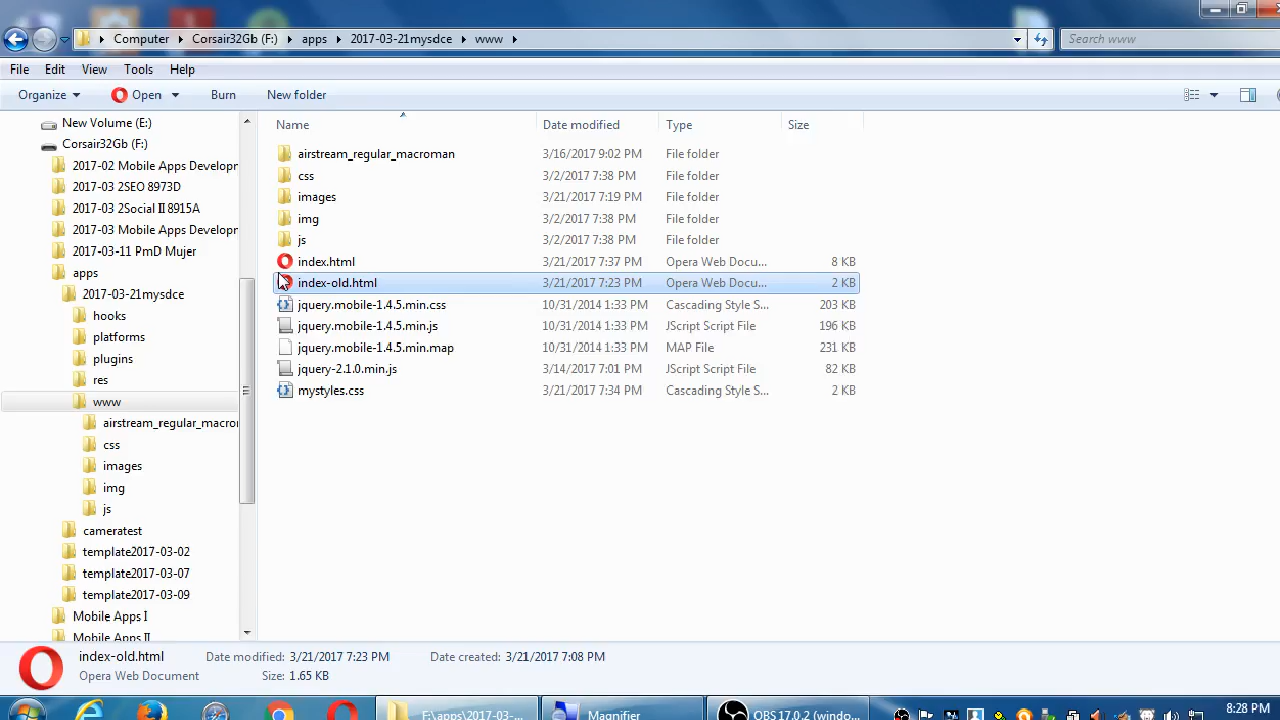 Computer Corsair32Gb (F:) apps 2017-03-21mysdce www Search www
File Edit View Tools Help
Organize Open Burn New folder
Name Date modified Type Size
New Volume (E:)
Corsair32Gb (F:)
2017-02 Mobile Apps Developm
2017-03 2SEO 8973D
2017-03 2Social II 8915A
2017-03 Mobile Apps Developm
2017-03-11 PmD Mujer
apps
2017-03-21mysdce
hooks
platforms
plugins
res
www
airstream_regular_macror
css
images
img
js
cameratest
template2017-03-02
template2017-03-07
template2017-03-09
Mobile Apps I
Mobile Apps II
airstream_regular_macroman 3/16/2017 9:02 PM File folder
css 3/2/2017 7:38 PM File folder
images 3/21/2017 7:19 PM File folder
img 3/2/2017 7:38 PM File folder
js 3/2/2017 7:38 PM File folder
index.html 3/21/2017 7:37 PM Opera Web Docu... 8 KB
index-old.html 3/21/2017 7:23 PM Opera Web Docu... 2 KB
jquery.mobile-1.4.5.min.css 10/31/2014 1:33 PM Cascading Style S... 203 KB
jquery.mobile-1.4.5.min.js 10/31/2014 1:33 PM JScript Script File 196 KB
jquery.mobile-1.4.5.min.map 10/31/2014 1:33 PM MAP File 231 KB
jquery-2.1.0.min.js 3/14/2017 7:01 PM JScript Script File 82 KB
mystyles.css 3/21/2017 7:34 PM Cascading Style S... 2 KB
index-old.html Date modified: 3/21/2017 7:23 PM Date created: 3/21/2017 7:08 PM
Opera Web Document Size: 1.65 KB
F:\apps\2017-03-... Magnifier OBS 17.0.2 (windo... 8:28 PM